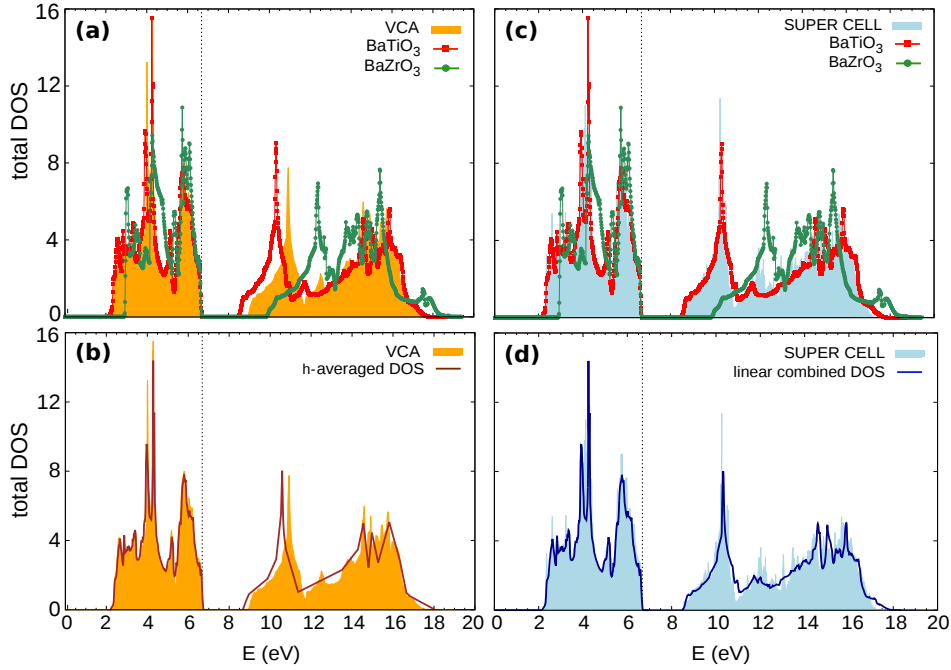 (a)
VCA
BaTiO3
BaZrO3
total DOS
16
12
8
4
0
(c)
SUPER CELL
BaTiO3
BaZrO3
(b)
VCA
h-averaged DOS
total DOS
16
12
8
4
0
0 2 4 6 8 10 12 14 16 18 20
E (eV)
(d)
SUPER CELL
linear combined DOS
0 2 4 6 8 10 12 14 16 18 20
E (eV)